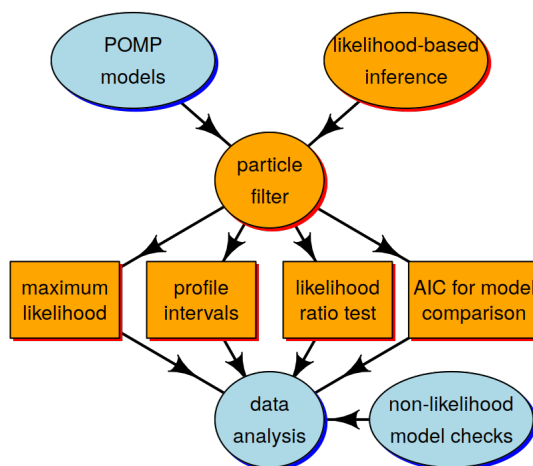 POMP
models
likelihood-based
inference
particle
filter
maximum
likelihood
profile
intervals
likelihood
ratio test
AIC for model
comparison
data
analysis
non-likelihood
model checks